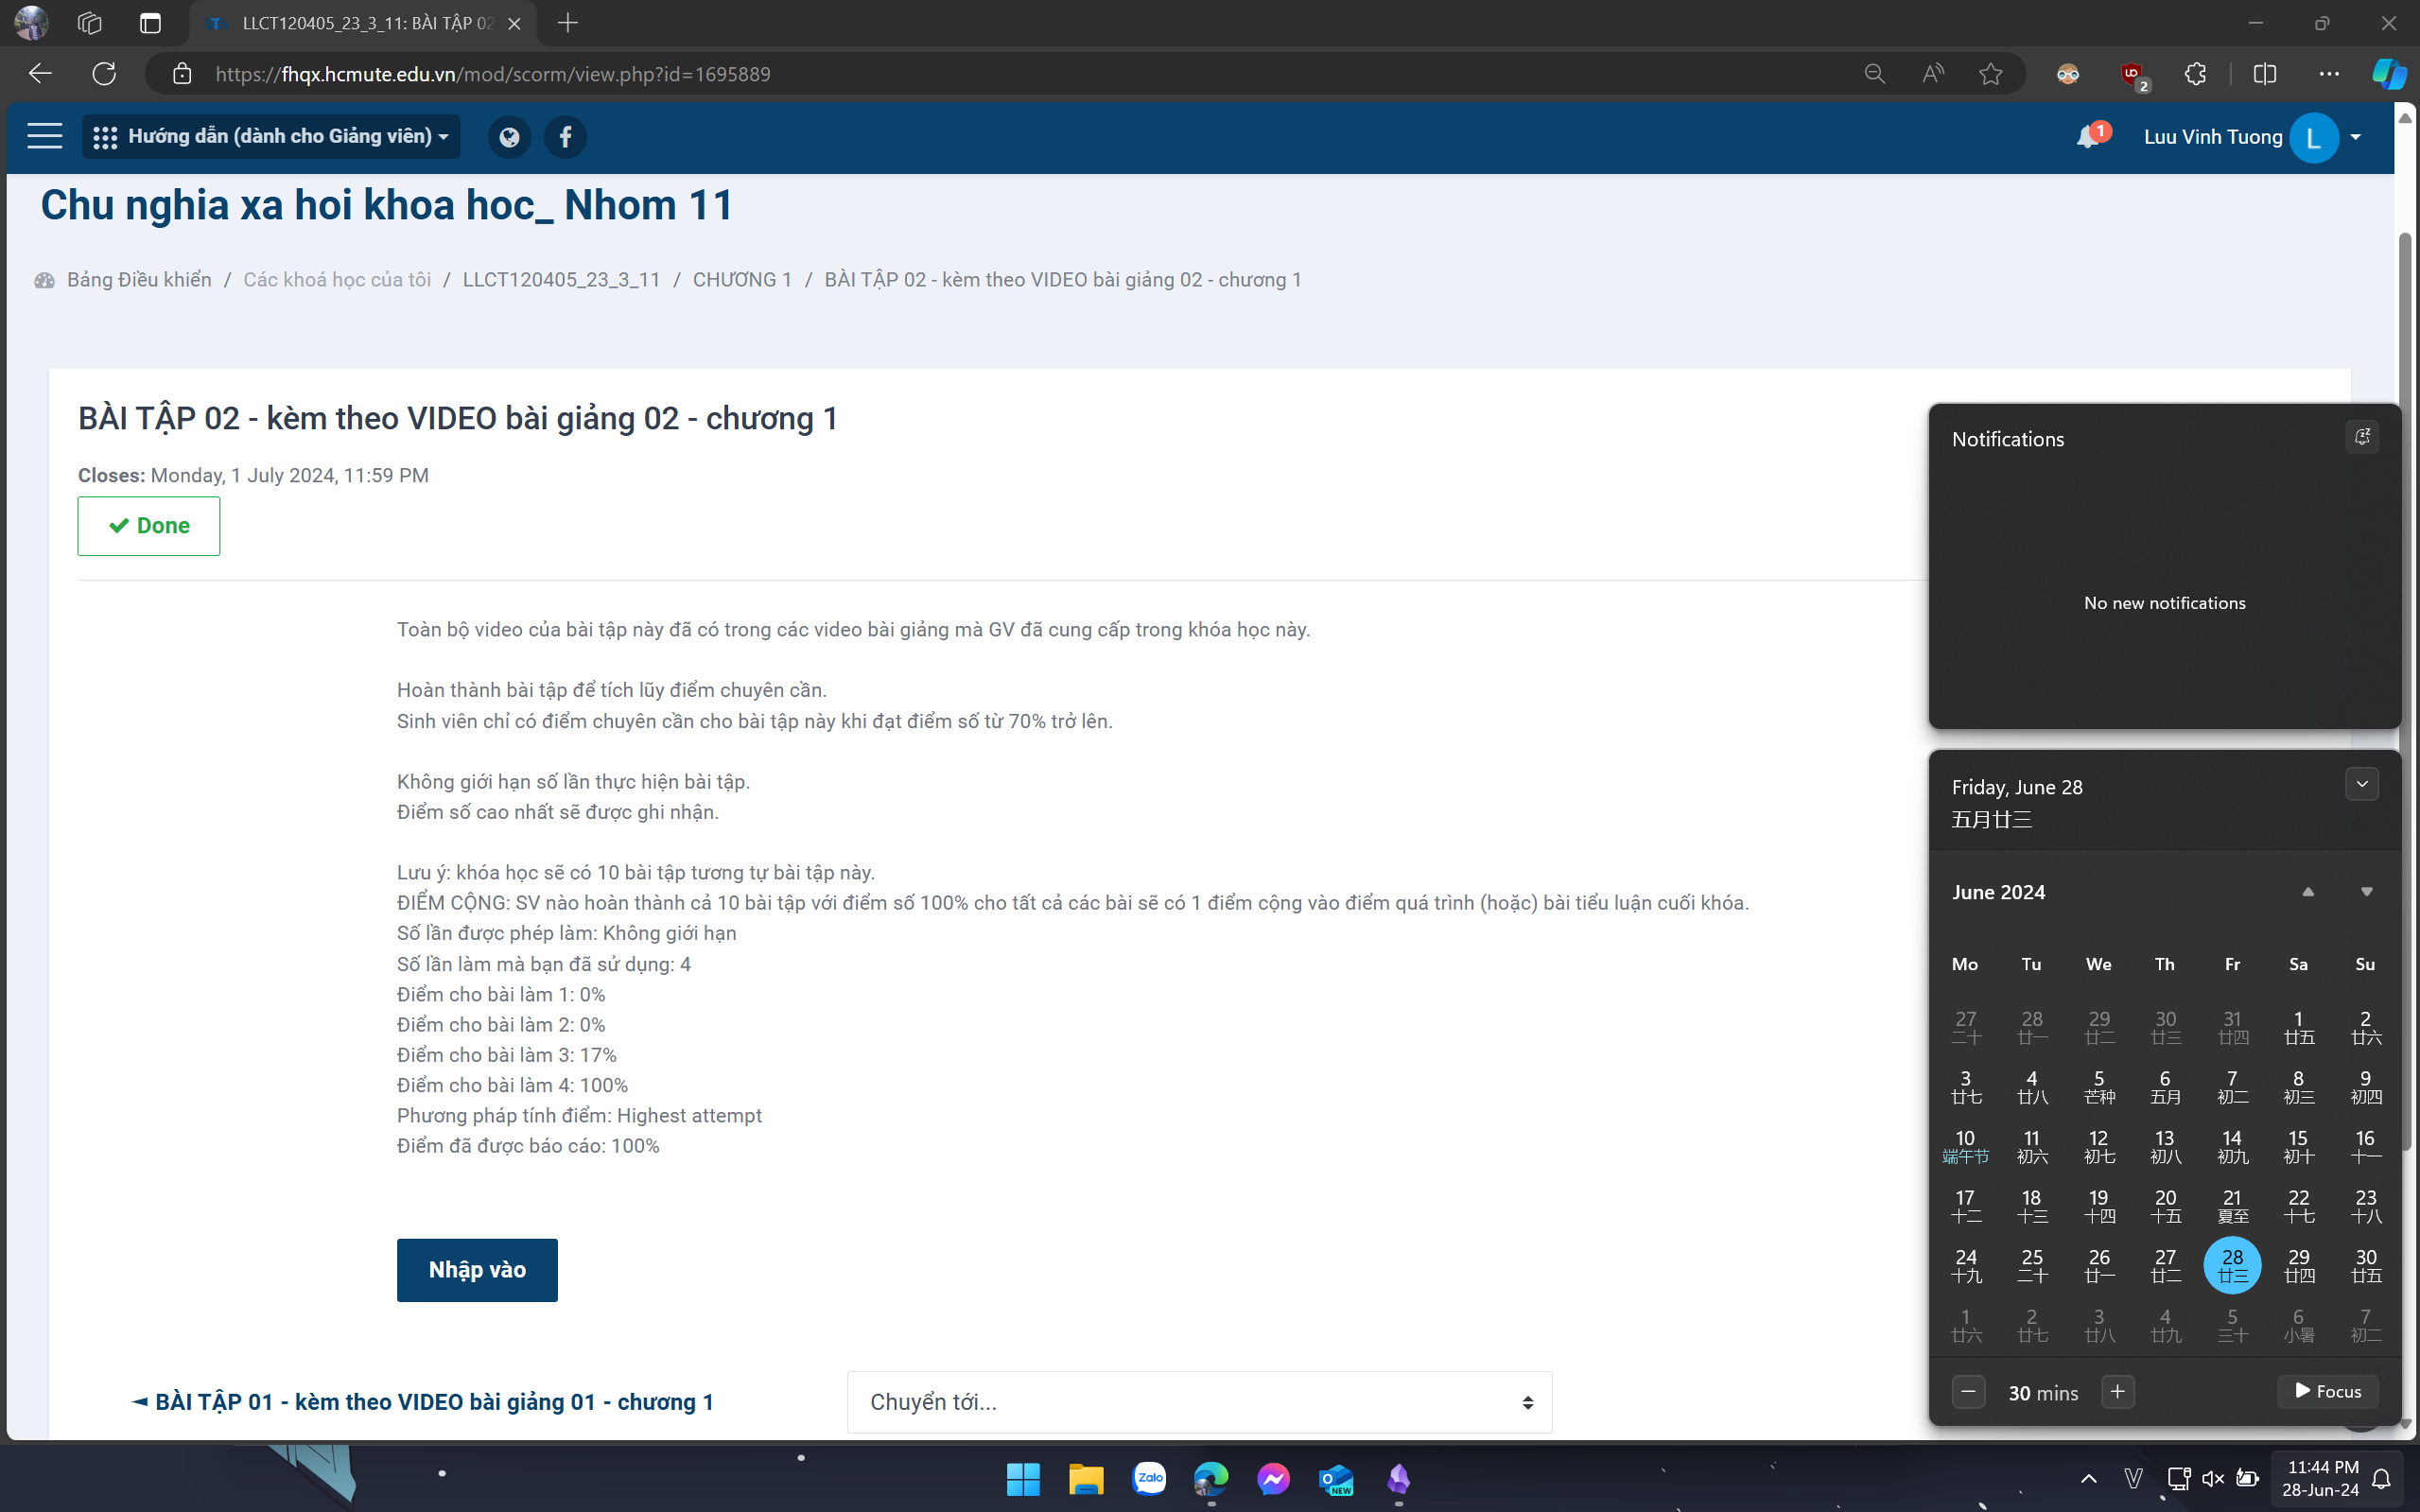 LLCT120405_23_3_11: BÀI TẬP 02
https://fhqx.hcmute.edu.vn/mod/scorm/view.php?id=1695889
2
Hướng dẫn (dành cho Giảng viên)
1
Luu Vinh Tuong
L
Chu nghia xa hoi khoa hoc_ Nhom 11
Bảng Điều khiển / Các khoá học của tôi / LLCT120405_23_3_11 / CHƯƠNG 1 / BÀI TẬP 02 - kèm theo VIDEO bài giảng 02 - chương 1
BÀI TẬP 02 - kèm theo VIDEO bài giảng 02 - chương 1
Closes: Monday, 1 July 2024, 11:59 PM
Done
Toàn bộ video của bài tập này đã có trong các video bài giảng mà GV đã cung cấp trong khóa học này.
Hoàn thành bài tập để tích lũy điểm chuyên cần.
Sinh viên chỉ có điểm chuyên cần cho bài tập này khi đạt điểm số từ 70% trở lên.
Không giới hạn số lần thực hiện bài tập.
Điểm số cao nhất sẽ được ghi nhận.
Lưu ý: khóa học sẽ có 10 bài tập tương tự bài tập này.
ĐIỂM CỘNG: SV nào hoàn thành cả 10 bài tập với điểm số 100% cho tất cả các bài sẽ có 1 điểm cộng vào điểm quá trình (hoặc) bài tiểu luận cuối khóa.
Số lần được phép làm: Không giới hạn
Số lần làm mà bạn đã sử dụng: 4
Điểm cho bài làm 1: 0%
Điểm cho bài làm 2: 0%
Điểm cho bài làm 3: 17%
Điểm cho bài làm 4: 100%
Phương pháp tính điểm: Highest attempt
Điểm đã được báo cáo: 100%
Nhập vào
◄ BÀI TẬP 01 - kèm theo VIDEO bài giảng 01 - chương 1
Chuyển tới...
Notifications
No new notifications
Friday, June 28
五月廿三
June 2024
Mo Tu We Th Fr Sa Su
27 28 29 30 31 1 2
二十 廿一 廿二 廿三 廿四 廿五 廿六
3 4 5 6 7 8 9
廿七 廿八 芒种 五月 初二 初三 初四
10 11 12 13 14 15 16
端午节 初六 初七 初八 初九 初十 十一
17 18 19 20 21 22 23
十二 十三 十四 十五 夏至 十七 十八
24 25 26 27 28 29 30
十九 二十 廿一 廿二 廿三 廿四 廿五
1 2 3 4 5 6 7
廿六 廿七 廿八 廿九 三十 小暑 初二
30 mins
Focus
Zalo
NEW
11:44 PM
28-Jun-24